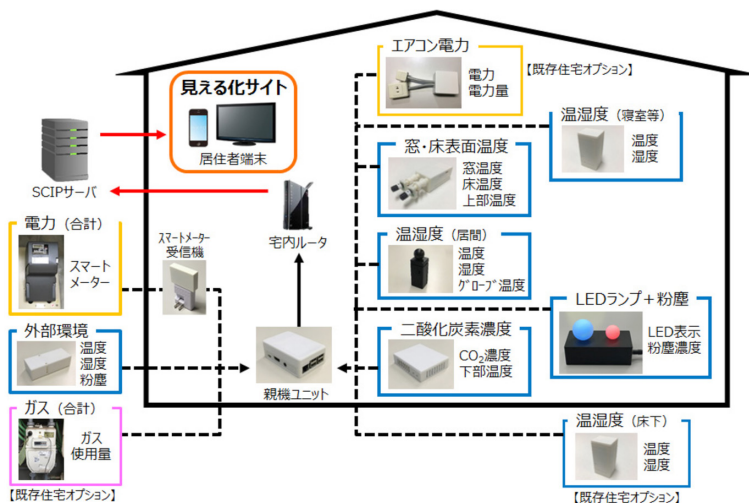 エアコン電力
電力
電力量
【既存住宅オプション】
見える化サイト
居住者端末
温湿度（寝室等）
温度
湿度
SCIPサーバ
窓・床表面温度
窓温度
床温度
上部温度
宅内ルータ
電力（合計）
スマート
メーター
スマートメーター
受信機
温湿度（居間）
温度
湿度
グローブ温度
LEDランプ＋粉塵
LED表示
粉塵濃度
外部環境
温度
湿度
粉塵
親機ユニット
二酸化炭素濃度
CO₂濃度
下部温度
ガス（合計）
ガス
使用量
【既存住宅オプション】
温湿度（床下）
温度
湿度
【既存住宅オプション】